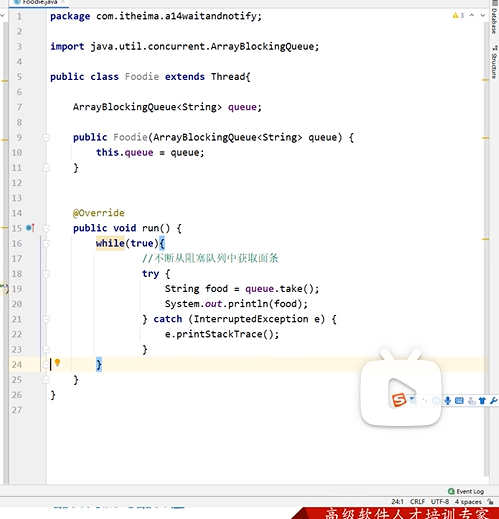 Foodie.java
3
Database
Structure
1 package com.itheima.a14waitandnotify;
2
3 import java.util.concurrent.ArrayBlockingQueue;
4
5 public class Foodie extends Thread{
6
7 ArrayBlockingQueue<String> queue;
8
9 public Foodie(ArrayBlockingQueue<String> queue) {
10 this.queue = queue;
11 }
12
13
14 @Override
15 public void run() {
16 while(true){
17 //不断从阻塞队列中获取面条
18 try {
19 String food = queue.take();
20 System.out.println(food);
21 } catch (InterruptedException e) {
22 e.printStackTrace();
23 }
24 }
25 }
26 }
27
Event Log
24:1 CRLF UTF-8 4 spaces
高级软件人才培训专家